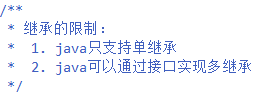 /**
 * 继承的限制：
 *  1. java只支持单继承
 *  2. java可以通过接口实现多继承
 */